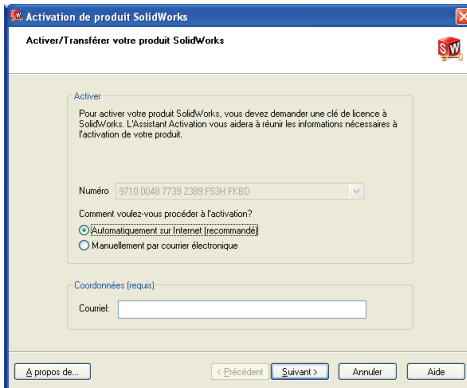 Activation de produit SolidWorks
Activer/Transférer votre produit SolidWorks
SW
Activer
Pour activer votre produit SolidWorks, vous devez demander une clé de licence à
SolidWorks. L'Assistant Activation vous aidera à réunir les informations nécessaires à
l'activation de votre produit.
Numéro 9710 0048 7739 2389 F53H FKBD
Comment voulez-vous procéder à l'activation?
Automatiquement sur Internet (recommandé)
Manuellement par courrier électronique
Coordonnées (requis)
Courriel:
A propos de... < Précédent Suivant > Annuler Aide